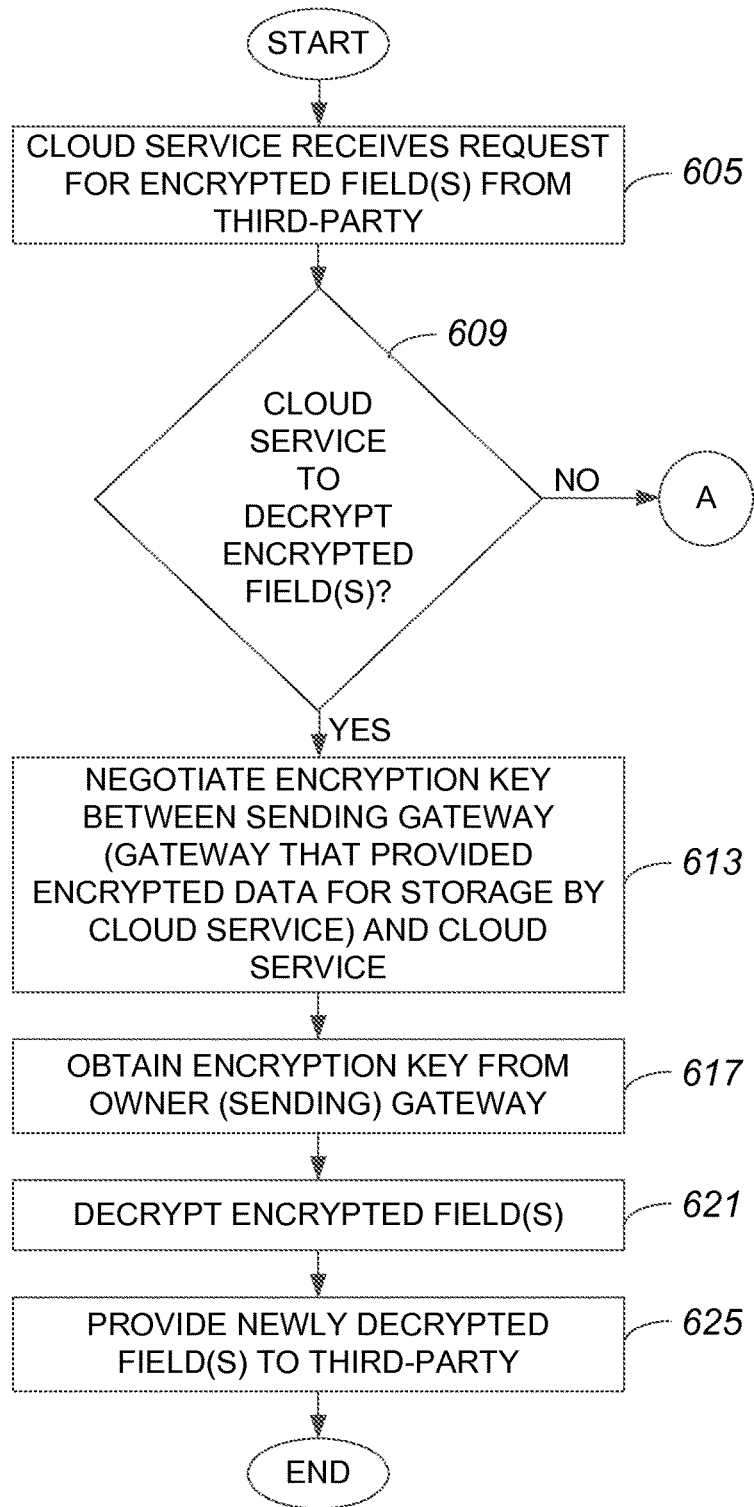 START
CLOUD SERVICE RECEIVES REQUEST
FOR ENCRYPTED FIELD(S) FROM
THIRD-PARTY
605
609
CLOUD
SERVICE
TO
DECRYPT
ENCRYPTED
FIELD(S)?
NO
A
YES
NEGOTIATE ENCRYPTION KEY
BETWEEN SENDING GATEWAY
(GATEWAY THAT PROVIDED
ENCRYPTED DATA FOR STORAGE BY
CLOUD SERVICE) AND CLOUD
SERVICE
613
OBTAIN ENCRYPTION KEY FROM
OWNER (SENDING) GATEWAY
617
DECRYPT ENCRYPTED FIELD(S)
621
PROVIDE NEWLY DECRYPTED
FIELD(S) TO THIRD-PARTY
625
END